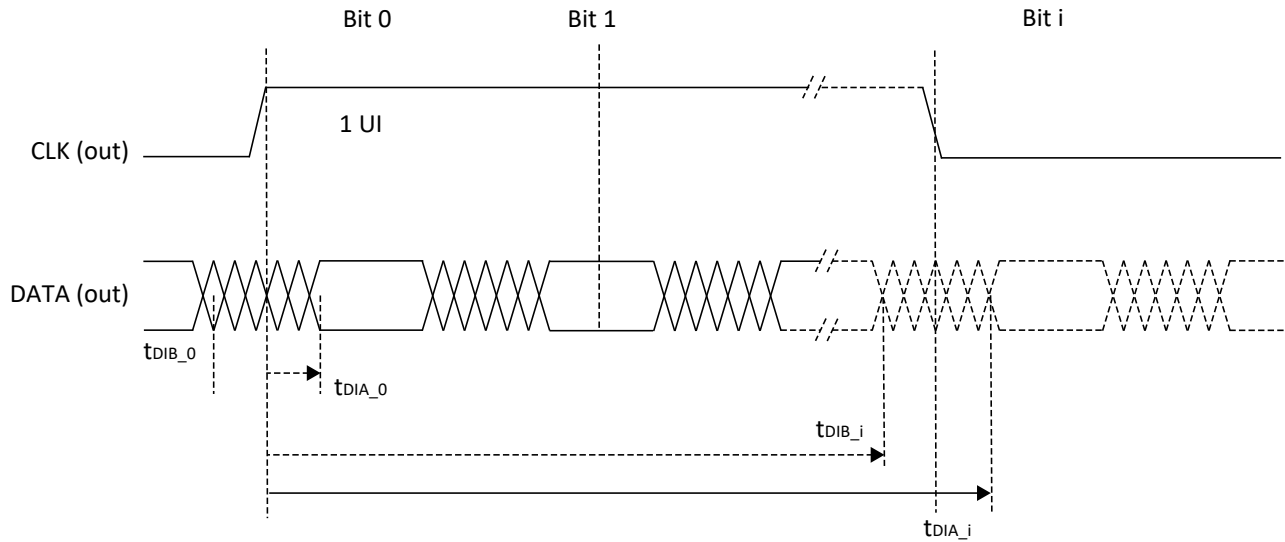 Bit 0 Bit 1 Bit i
1 UI
CLK (out)
DATA (out)
tDIB_0
tDIA_0
tDIB_i
tDIA_i